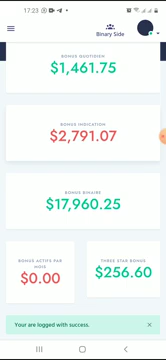 17:23
Binary Side
BONUS QUOTIDIEN
$1,461.75
BONUS INDICATION
$2,791.07
BONUS BINAIRE
$17,960.25
BONUS ACTIFS PAR
MOIS
$0.00
THREE STAR BONUS
$256.60
Your are logged with success.